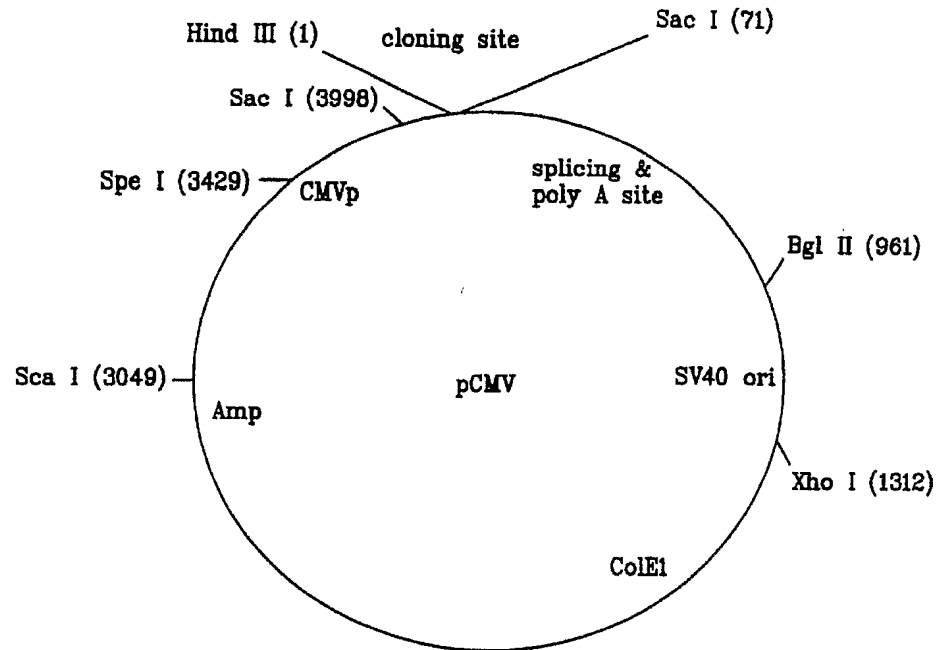 Hind III (1)
cloning site
Sac I (71)
Sac I (3998)
Spe I (3429)
CMVp
splicing &
poly A site
Bgl II (961)
Sca I (3049)
Amp
pCMV
SV40 ori
Xho I (1312)
ColE1